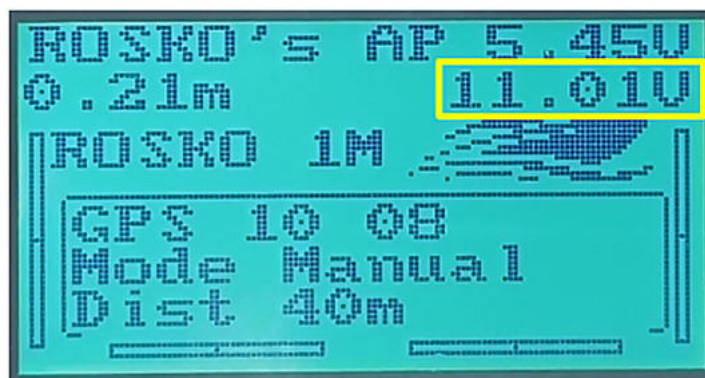 ROSKO's AP 5.45V
0.21m 11.01V
ROSKO 1M
GPS 10 08
Mode Manual
Dist 40m